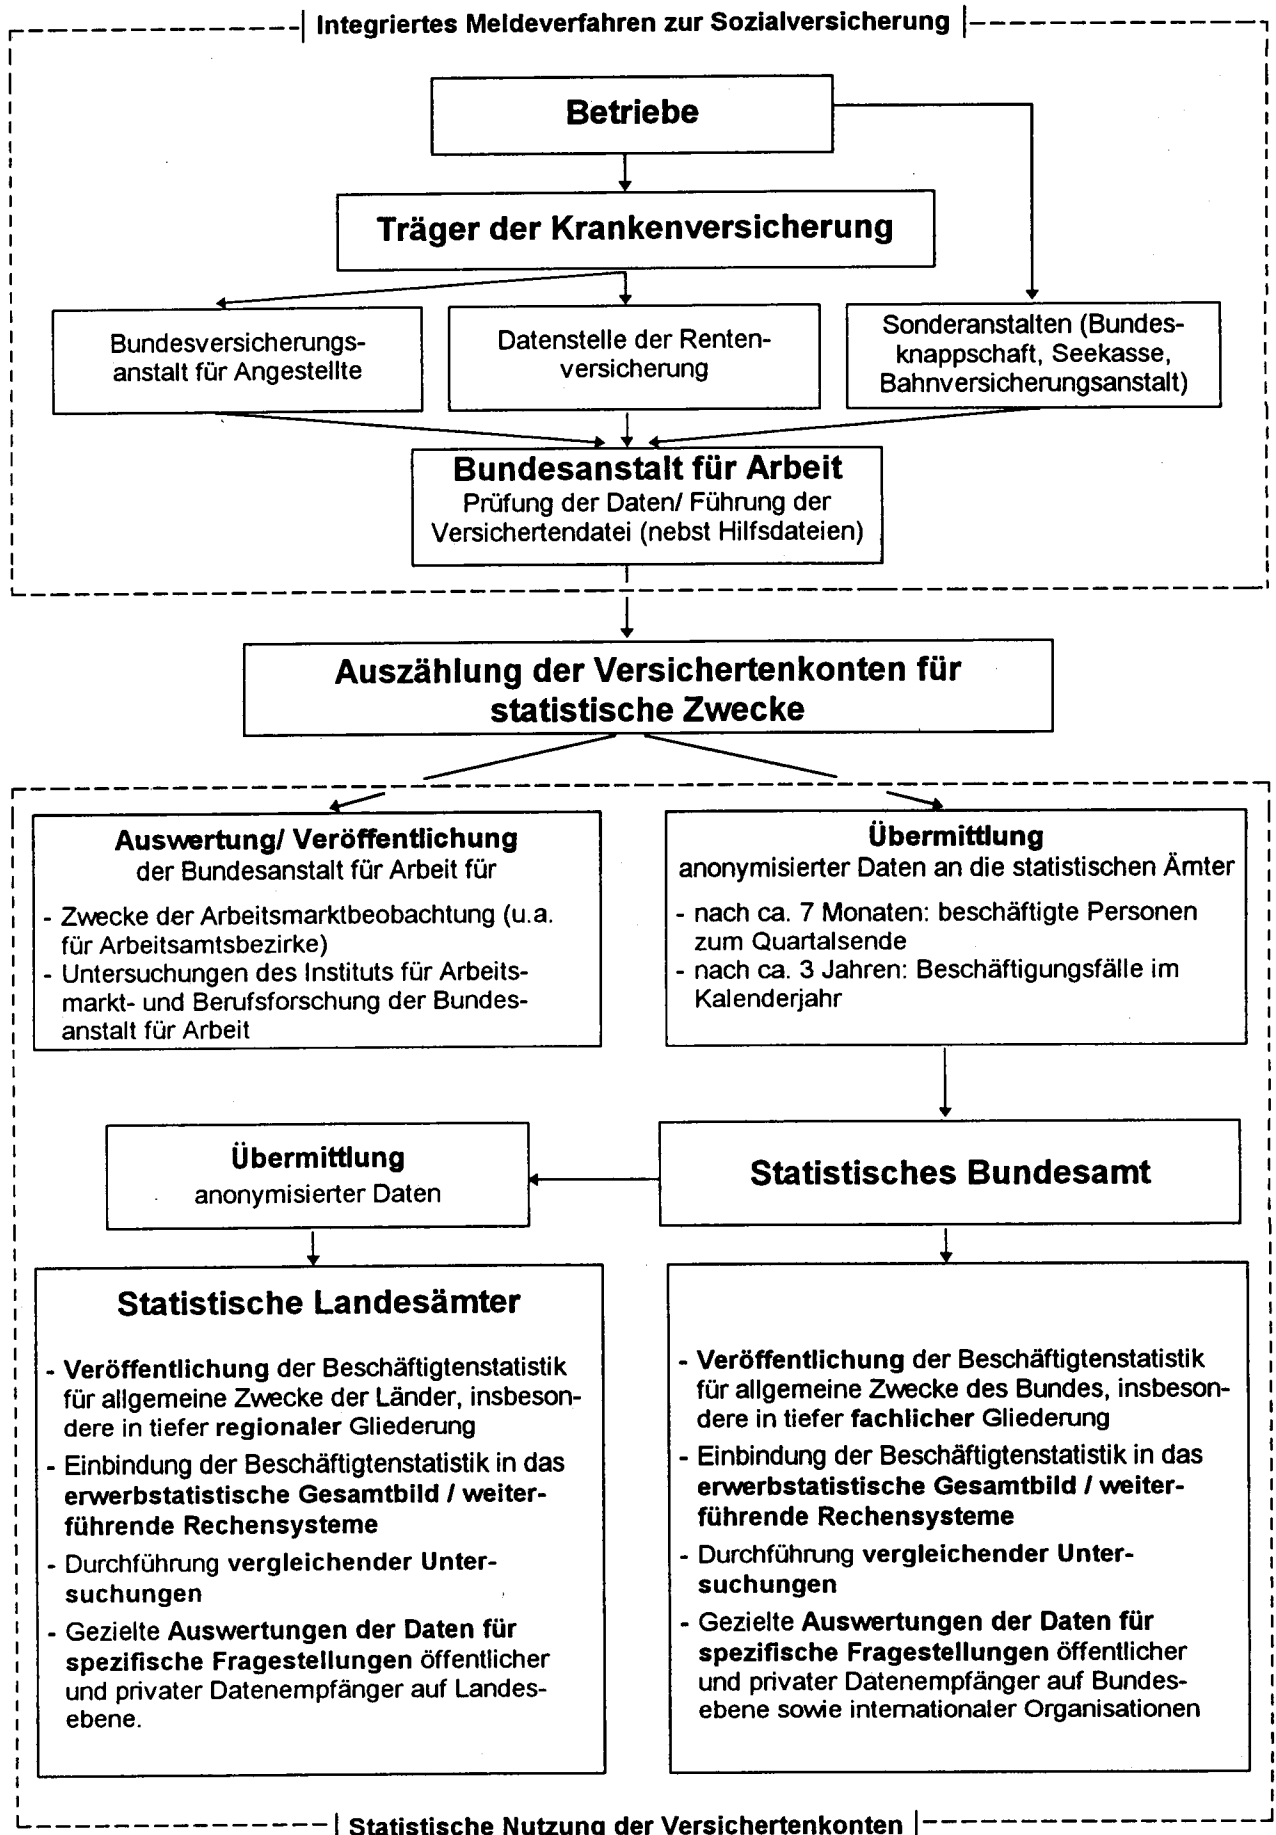 Integriertes Meldeverfahren zur Sozialversicherung
Betriebe
Träger der Krankenversicherung
Bundesversicherungs-
anstalt für Angestellte
Datenstelle der Renten-
versicherung
Sonderanstalten (Bundes-
knappschaft, Seekasse,
Bahnversicherungsanstalt)
Bundesanstalt für Arbeit
Prüfung der Daten/ Führung der
Versichertendatei (nebst Hilfsdateien)
Auszählung der Versichertenkonten für
statistische Zwecke
Auswertung/ Veröffentlichung
der Bundesanstalt für Arbeit für
- Zwecke der Arbeitsmarktbeobachtung (u.a.
für Arbeitsamtsbezirke)
- Untersuchungen des Instituts für Arbeits-
markt- und Berufsforschung der Bundes-
anstalt für Arbeit
Übermittlung
anonymisierter Daten an die statistischen Ämter
- nach ca. 7 Monaten: beschäftigte Personen
zum Quartalsende
- nach ca. 3 Jahren: Beschäftigungsfälle im
Kalenderjahr
Übermittlung
anonymisierter Daten
Statistisches Bundesamt
Statistische Landesämter
- Veröffentlichung der Beschäftigtenstatistik
für allgemeine Zwecke der Länder, insbeson-
dere in tiefer regionaler Gliederung
- Einbindung der Beschäftigtenstatistik in das
erwerbstatistische Gesamtbild / weiter-
führende Rechensysteme
- Durchführung vergleichender Unter-
suchungen
- Gezielte Auswertungen der Daten für
spezifische Fragestellungen öffentlicher
und privater Datenempfänger auf Landes-
ebene.
- Veröffentlichung der Beschäftigtenstatistik
für allgemeine Zwecke des Bundes, insbeson-
dere in tiefer fachlicher Gliederung
- Einbindung der Beschäftigtenstatistik in das
erwerbstatistische Gesamtbild / weiter-
führende Rechensysteme
- Durchführung vergleichender Unter-
suchungen
- Gezielte Auswertungen der Daten für
spezifische Fragestellungen öffentlicher
und privater Datenempfänger auf Bundes-
ebene sowie internationaler Organisationen
Statistische Nutzung der Versichertenkonten